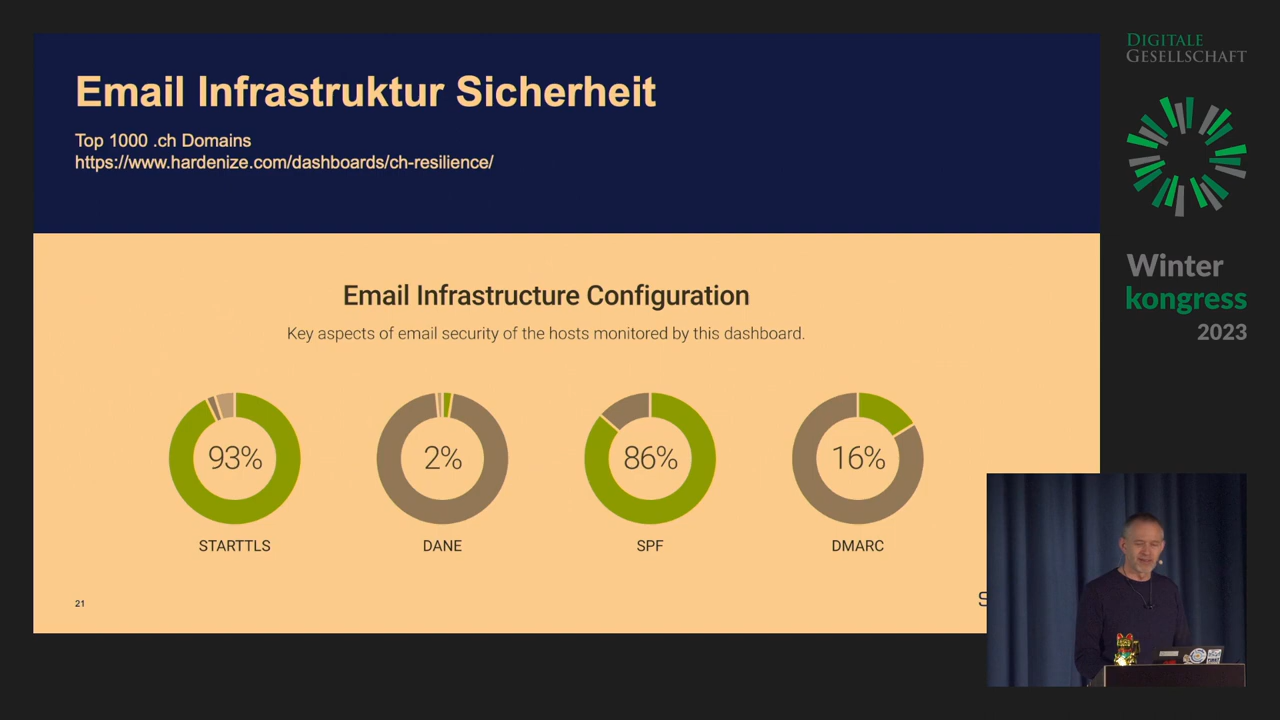 Email Infrastruktur Sicherheit
Top 1000 .ch Domains
https://www.hardenize.com/dashboards/ch-resilience/
Email Infrastructure Configuration
Key aspects of email security of the hosts monitored by this dashboard.
93%
2%
86%
16%
STARTTLS
DANE
SPF
DMARC
21
S
DIGITALE
GESELLSCHAFT
Winter
kongress
2023